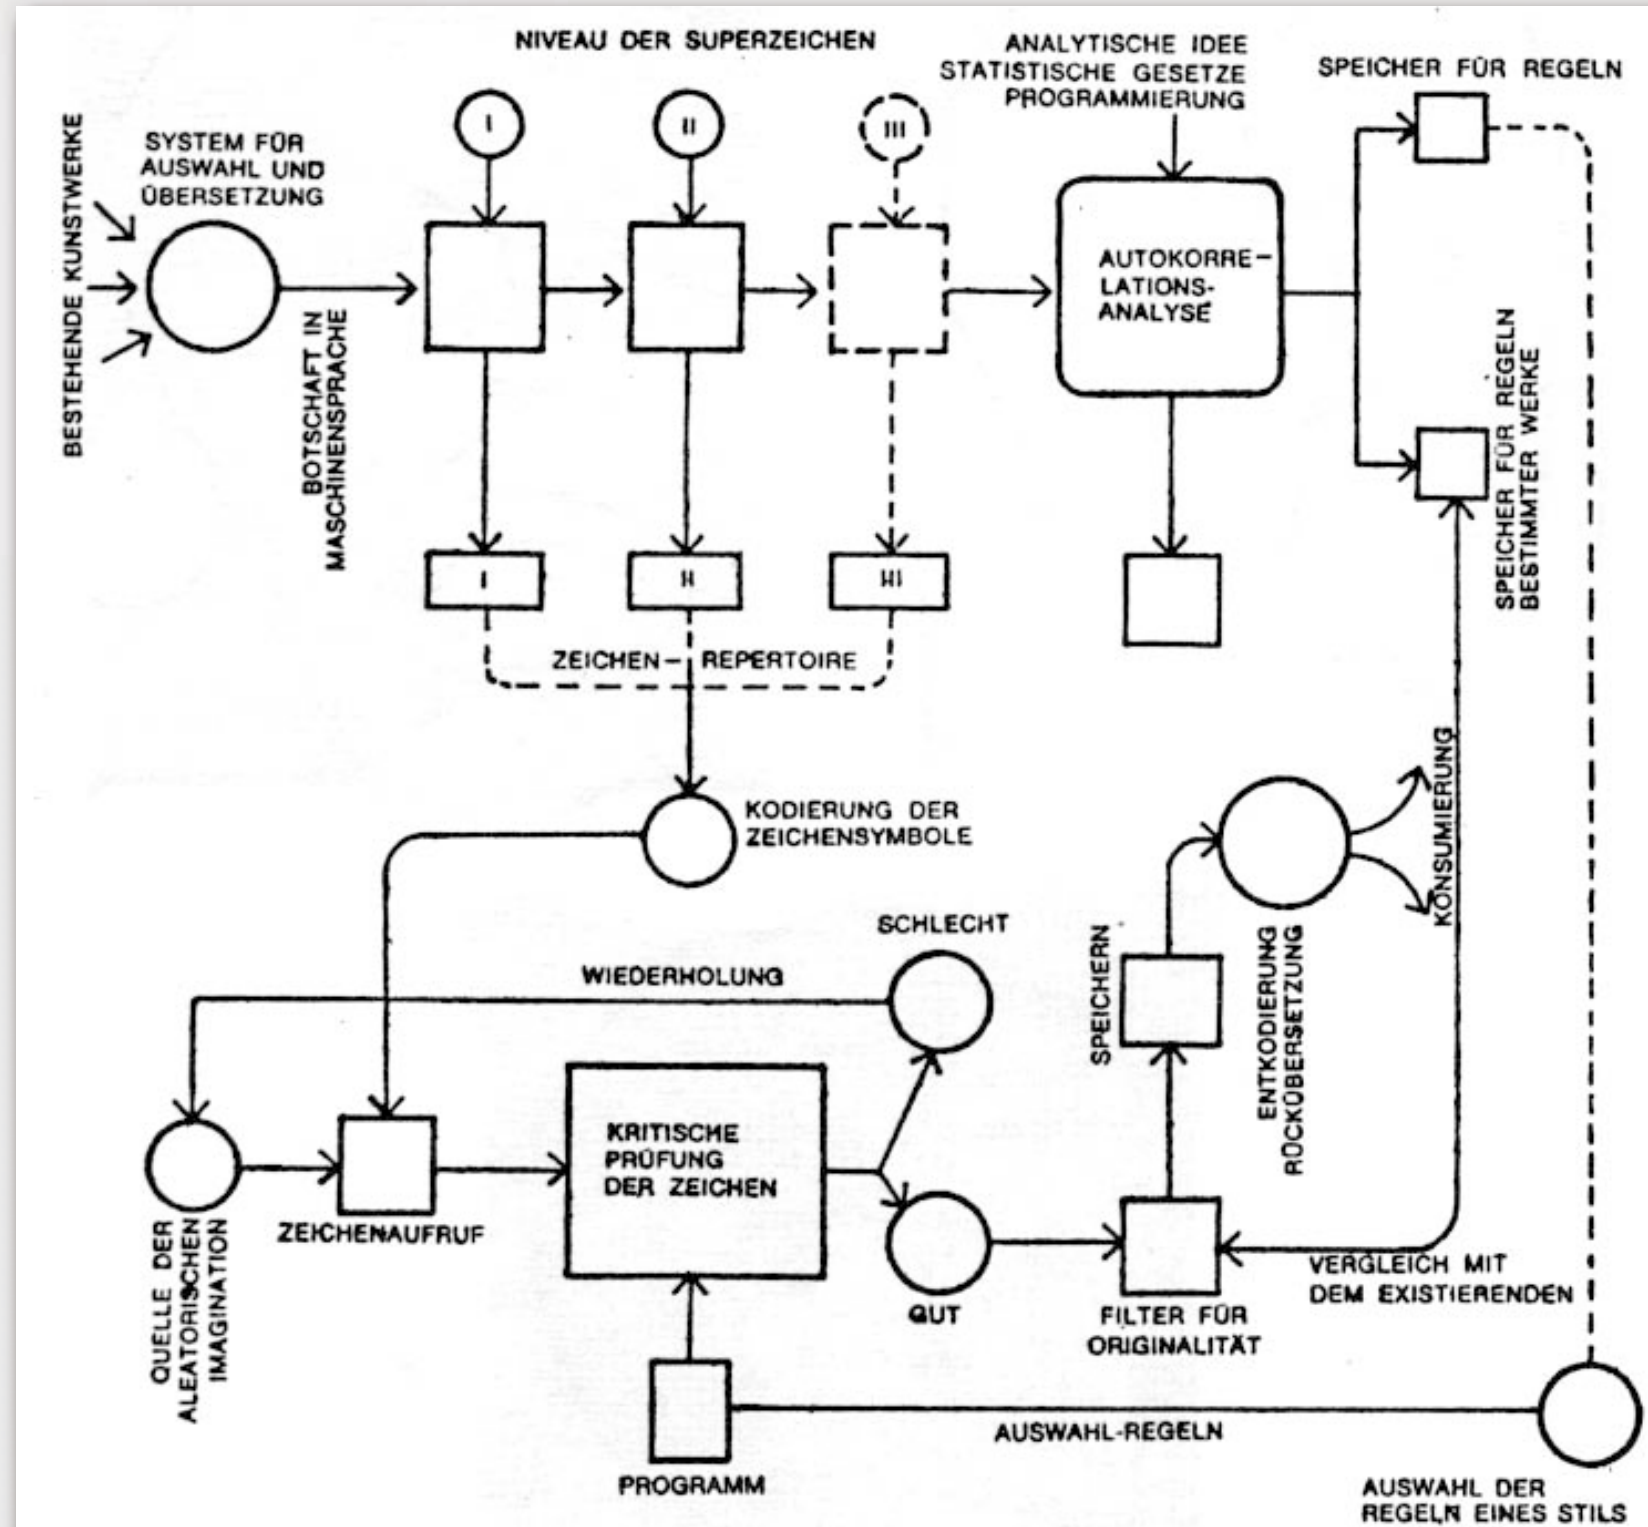 NIVEAU DER SUPERZEICHEN
ANALYTISCHE IDEE
STATISTISCHE GESETZE
PROGRAMMIERUNG
SPEICHER FÜR REGELN
BESTEHENDE KUNSTWERKE
SYSTEM FÜR
AUSWAHL UND
ÜBERSETZUNG
I
II
III
BOTSCHAFT IN
MASCHINENSPRACHE
AUTOKORRE-
LATIONS-
ANALYSE
SPEICHER FÜR REGELN
BESTIMMTER WERKE
I
II
III
ZEICHEN- REPERTOIRE
KODIERUNG DER
ZEICHENSYMBOLE
KONSUMIERUNG
SCHLECHT
WIEDERHOLUNG
SPEICHERN
ENTKODIERUNG
RÜCKÜBERSETZUNG
KRITISCHE
PRÜFUNG
DER ZEICHEN
QUELLE DER
ALEATORISCHEN
IMAGINATION
ZEICHENAUFRUF
GUT
FILTER FÜR
ORIGINALITÄT
VERGLEICH MIT
DEM EXISTIERENDEN
PROGRAMM
AUSWAHL-REGELN
AUSWAHL DER
REGELN EINES STILS